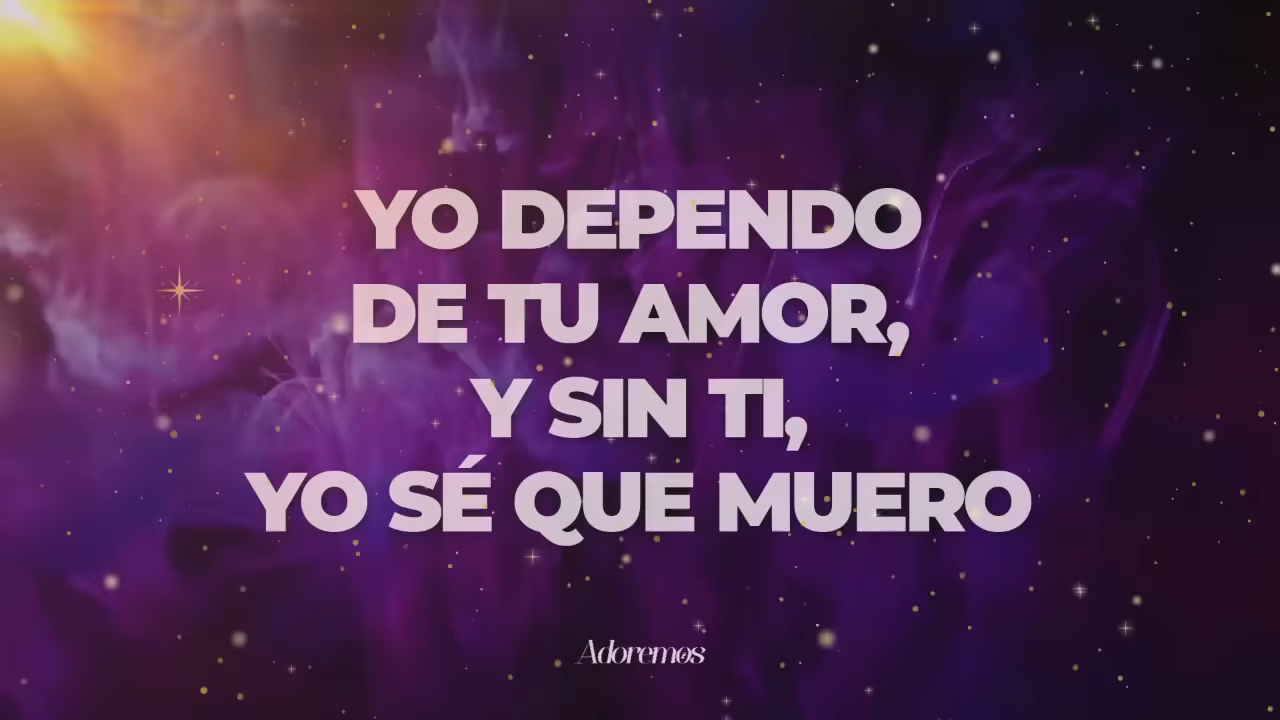 YO DEPENDO
DE TU AMOR,
Y SIN TI,
YO SÉ QUE MUERO
Adoremos